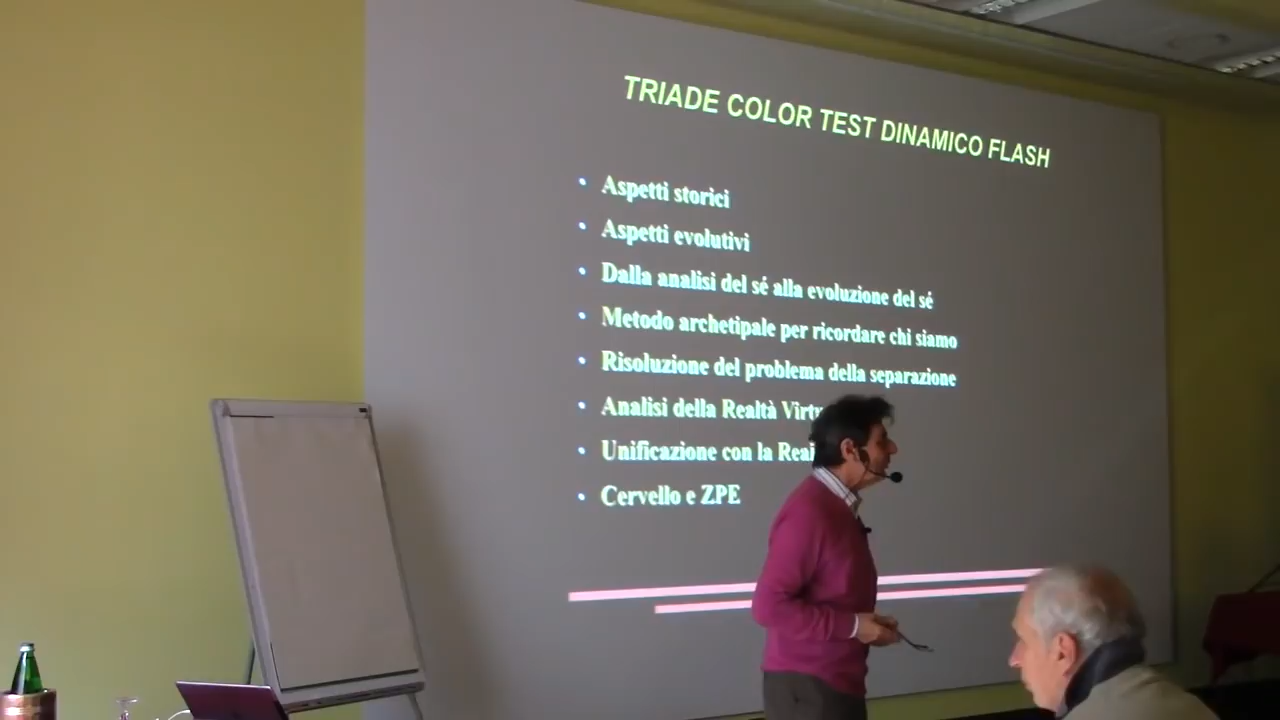 TRIADE COLOR TEST DINAMICO FLASH
• Aspetti storici
• Aspetti evolutivi
• Dalla analisi del sé alla evoluzione del sé
• Metodo archetipale per ricordare chi siamo
• Risoluzione del problema della separazione
• Analisi della Realtà
• Unificazione con la
• Cervello e ZPE